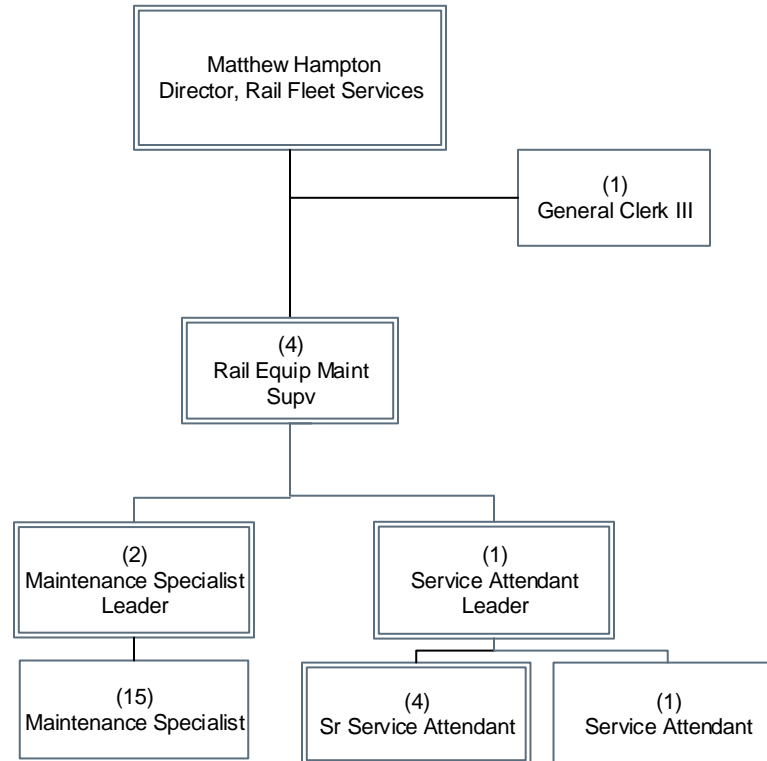 Matthew Hampton
Director, Rail Fleet Services
(1)
General Clerk III
(4)
Rail Equip Maint
Supv
(2)
Maintenance Specialist
Leader
(1)
Service Attendant
Leader
(15)
Maintenance Specialist
(4)
Sr Service Attendant
(1)
Service Attendant